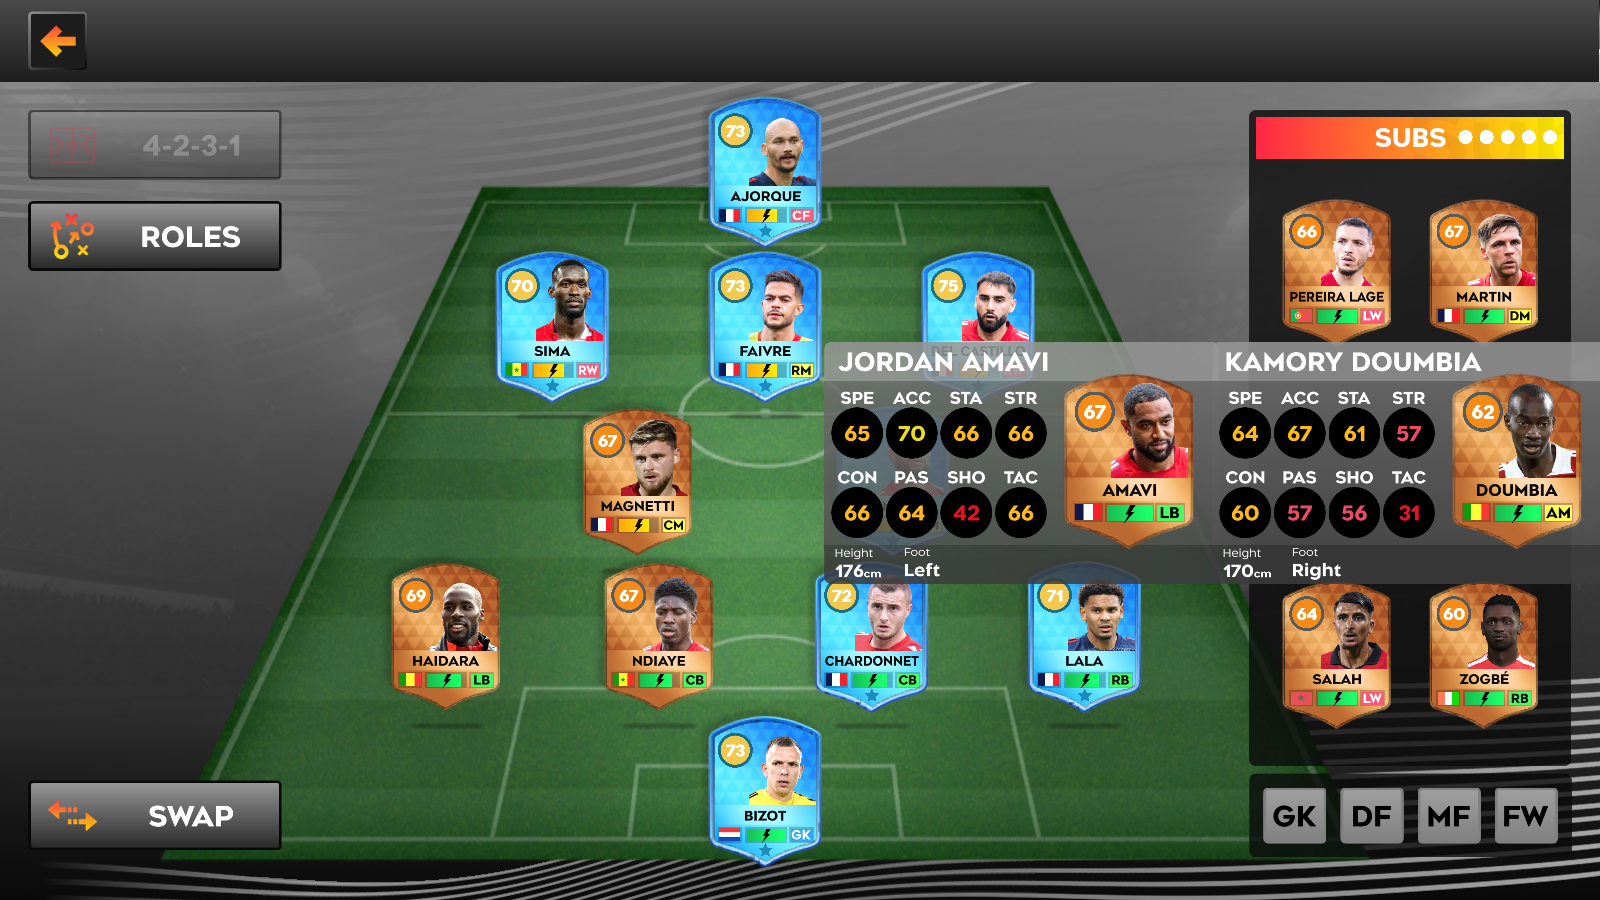 4-2-3-1
ROLES
SWAP
73
AJORQUE
CF
70
SIMA
RW
73
FAIVRE
RM
75
DEL CASTILLO
67
MAGNETTI
CM
69
HAIDARA
LB
67
NDIAYE
CB
72
CHARDONNET
CB
71
LALA
RB
73
BIZOT
GK
SUBS
66
PEREIRA LAGE
LW
67
MARTIN
DM
JORDAN AMAVI
SPE ACC STA STR
65 70 66 66
CON PAS SHO TAC
66 64 42 66
Height Foot
176cm Left
67
AMAVI
LB
KAMORY DOUMBIA
SPE ACC STA STR
64 67 61 57
CON PAS SHO TAC
60 57 56 31
Height Foot
170cm Right
62
DOUMBIA
AM
64
SALAH
LW
60
ZOGBÉ
RB
GK DF MF FW